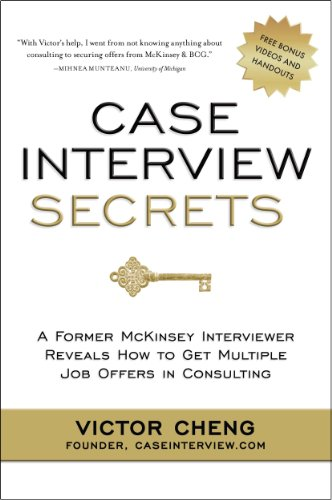 "With Victor's help, I went from not knowing anything about
consulting to securing offers from McKinsey & BCG."
—Mihnea Munteanu, University of Michigan
FREE BONUS
VIDEOS AND
HANDOUTS
CASE
INTERVIEW
SECRETS
A Former McKinsey Interviewer
Reveals How to Get Multiple
Job Offers in Consulting
VICTOR CHENG
FOUNDER, CASEINTERVIEW.COM